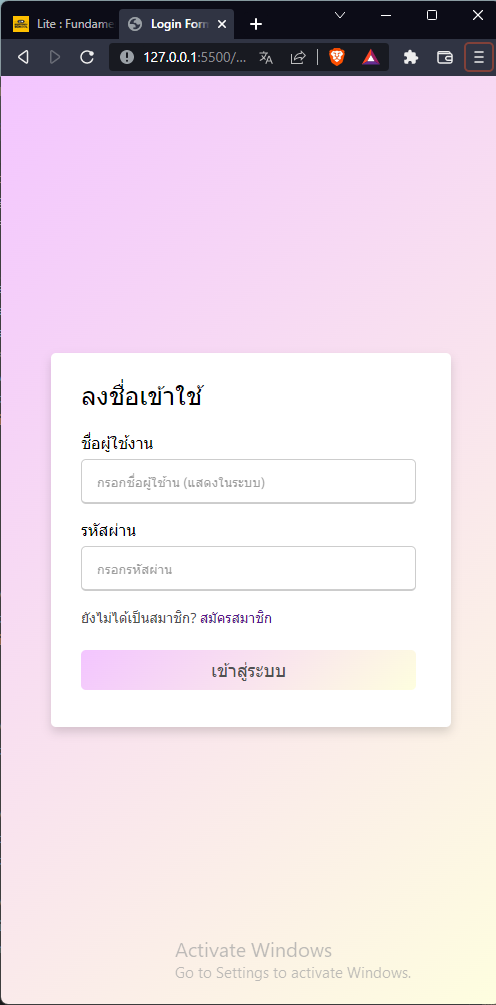 Lite : Fundame
Login Forn
127.0.0.1:5500/...
ลงชื่อเข้าใช้
ชื่อผู้ใช้งาน
กรอกชื่อผู้ใช้าน (แสดงในระบบ)
รหัสผ่าน
กรอกรหัสผ่าน
ยังไม่ได้เป็นสมาชิก? สมัครสมาชิก
เข้าสู่ระบบ
Activate Windows
Go to Settings to activate Windows.